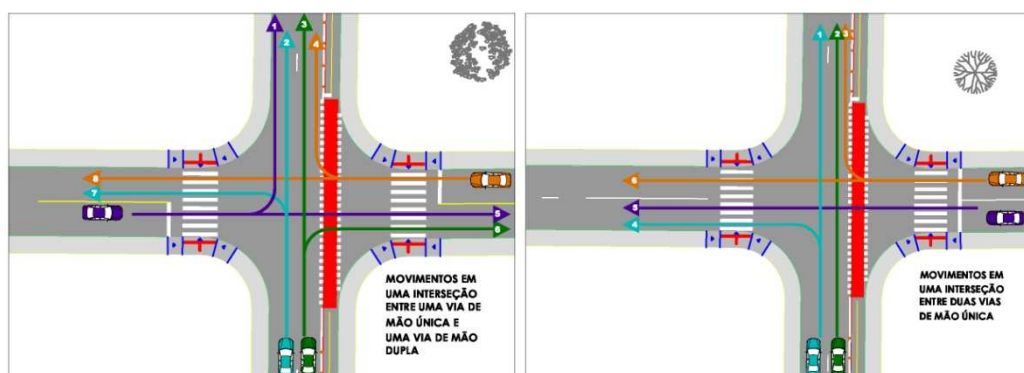 1
2
3
4
8
7
5
6
MOVIMENTOS EM
UMA INTERSEÇÃO
ENTRE UMA VIA DE
MÃO ÚNICA E
UMA VIA DE MÃO
DUPLA
1
2
3
6
5
4
MOVIMENTOS EM
UMA INTERSEÇÃO
ENTRE DUAS VIAS
DE MÃO ÚNICA